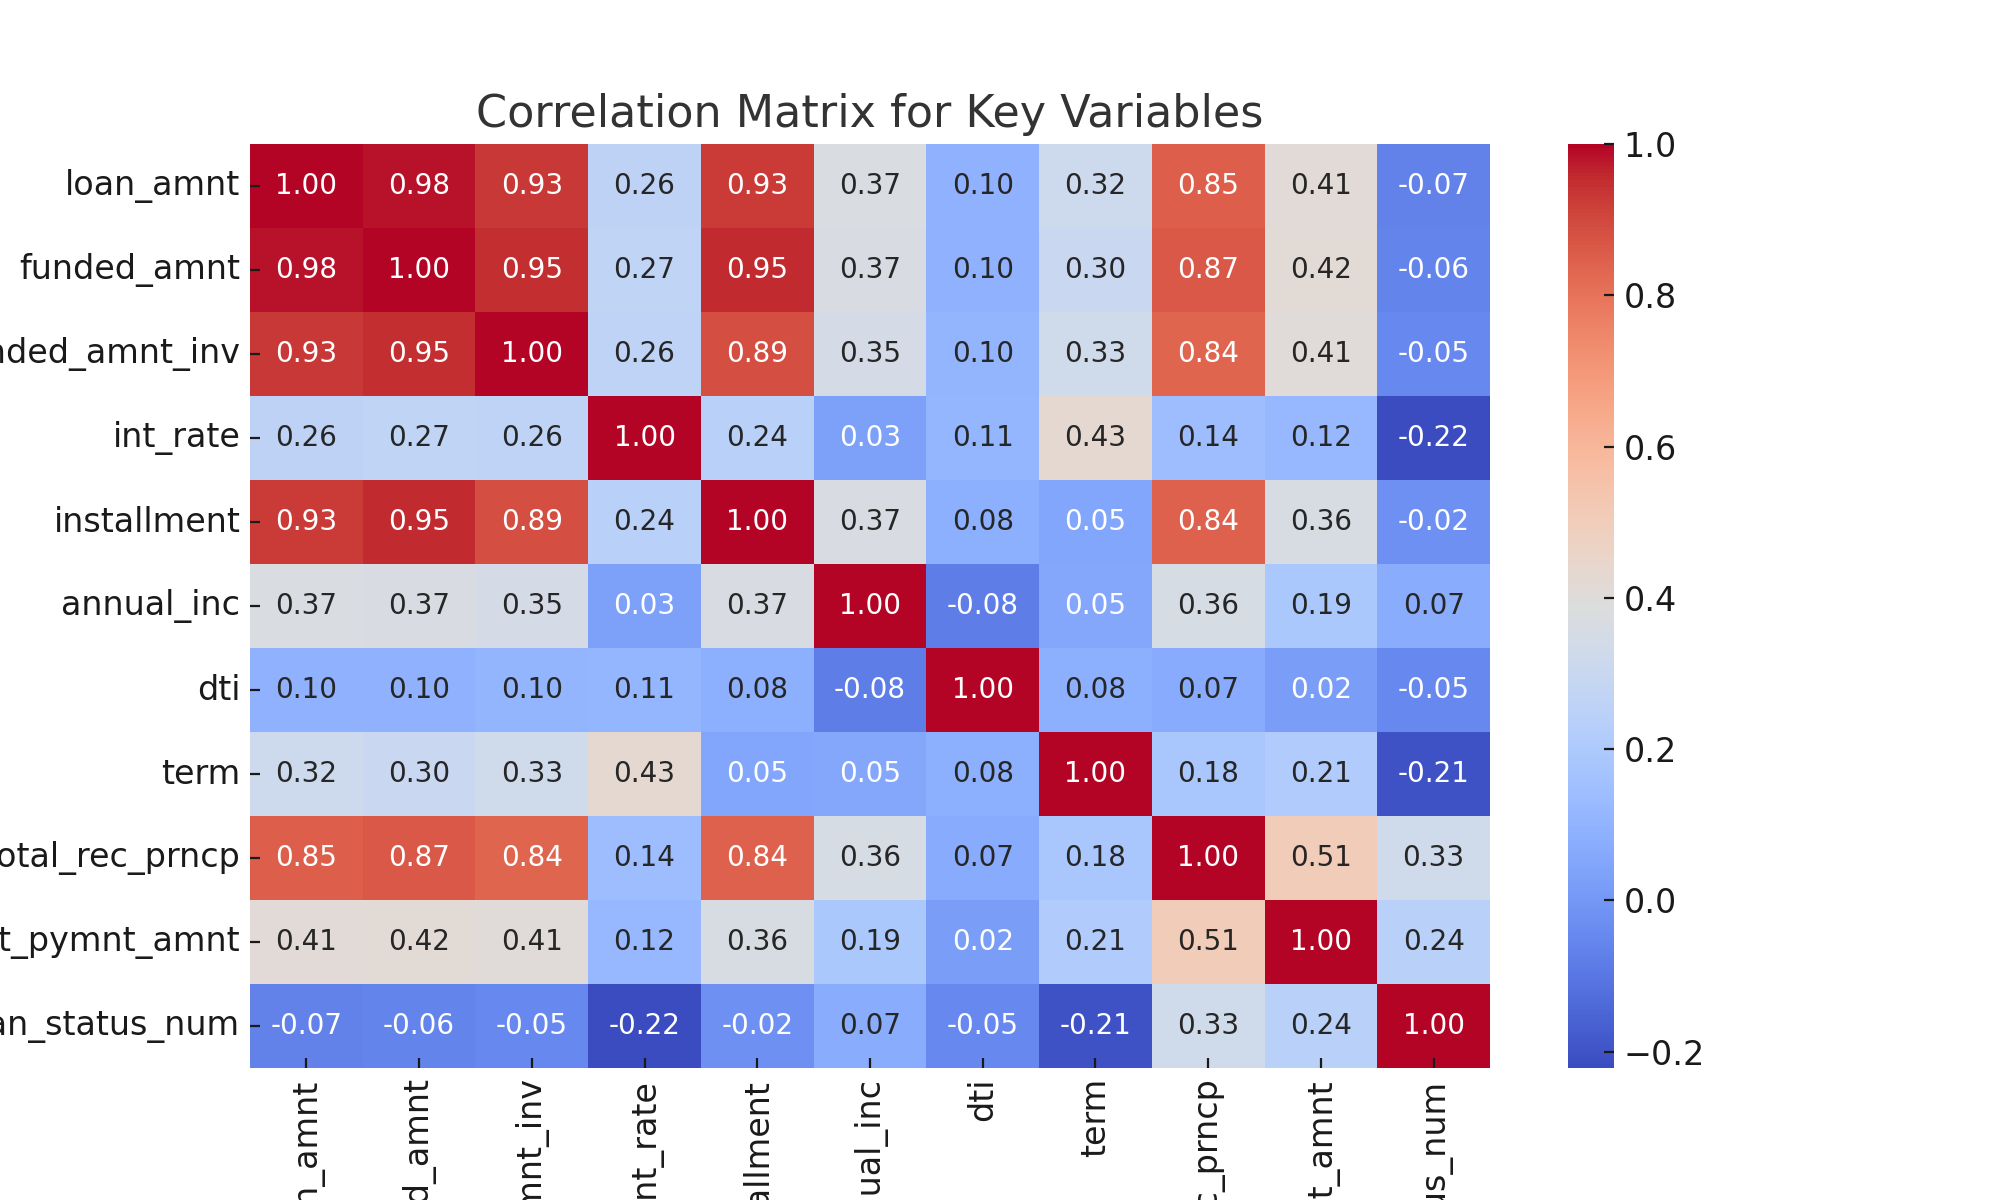 Correlation Matrix for Key Variables
loan_amnt 1.00 0.98 0.93 0.26 0.93 0.37 0.10 0.32 0.85 0.41 -0.07
funded_amnt 0.98 1.00 0.95 0.27 0.95 0.37 0.10 0.30 0.87 0.42 -0.06
nded_amnt_inv 0.93 0.95 1.00 0.26 0.89 0.35 0.10 0.33 0.84 0.41 -0.05
int_rate 0.26 0.27 0.26 1.00 0.24 0.03 0.11 0.43 0.14 0.12 -0.22
installment 0.93 0.95 0.89 0.24 1.00 0.37 0.08 0.05 0.84 0.36 -0.02
annual_inc 0.37 0.37 0.35 0.03 0.37 1.00 -0.08 0.05 0.36 0.19 0.07
dti 0.10 0.10 0.10 0.11 0.08 -0.08 1.00 0.08 0.07 0.02 -0.05
term 0.32 0.30 0.33 0.43 0.05 0.05 0.08 1.00 0.18 0.21 -0.21
otal_rec_prncp 0.85 0.87 0.84 0.14 0.84 0.36 0.07 0.18 1.00 0.51 0.33
t_pymnt_amnt 0.41 0.42 0.41 0.12 0.36 0.19 0.02 0.21 0.51 1.00 0.24
an_status_num -0.07 -0.06 -0.05 -0.22 -0.02 0.07 -0.05 -0.21 0.33 0.24 1.00
n_amnt
d_amnt
mnt_inv
nt_rate
allment
ual_inc
dti
term
c_prncp
t_amnt
us_num
1.0
0.8
0.6
0.4
0.2
0.0
−0.2